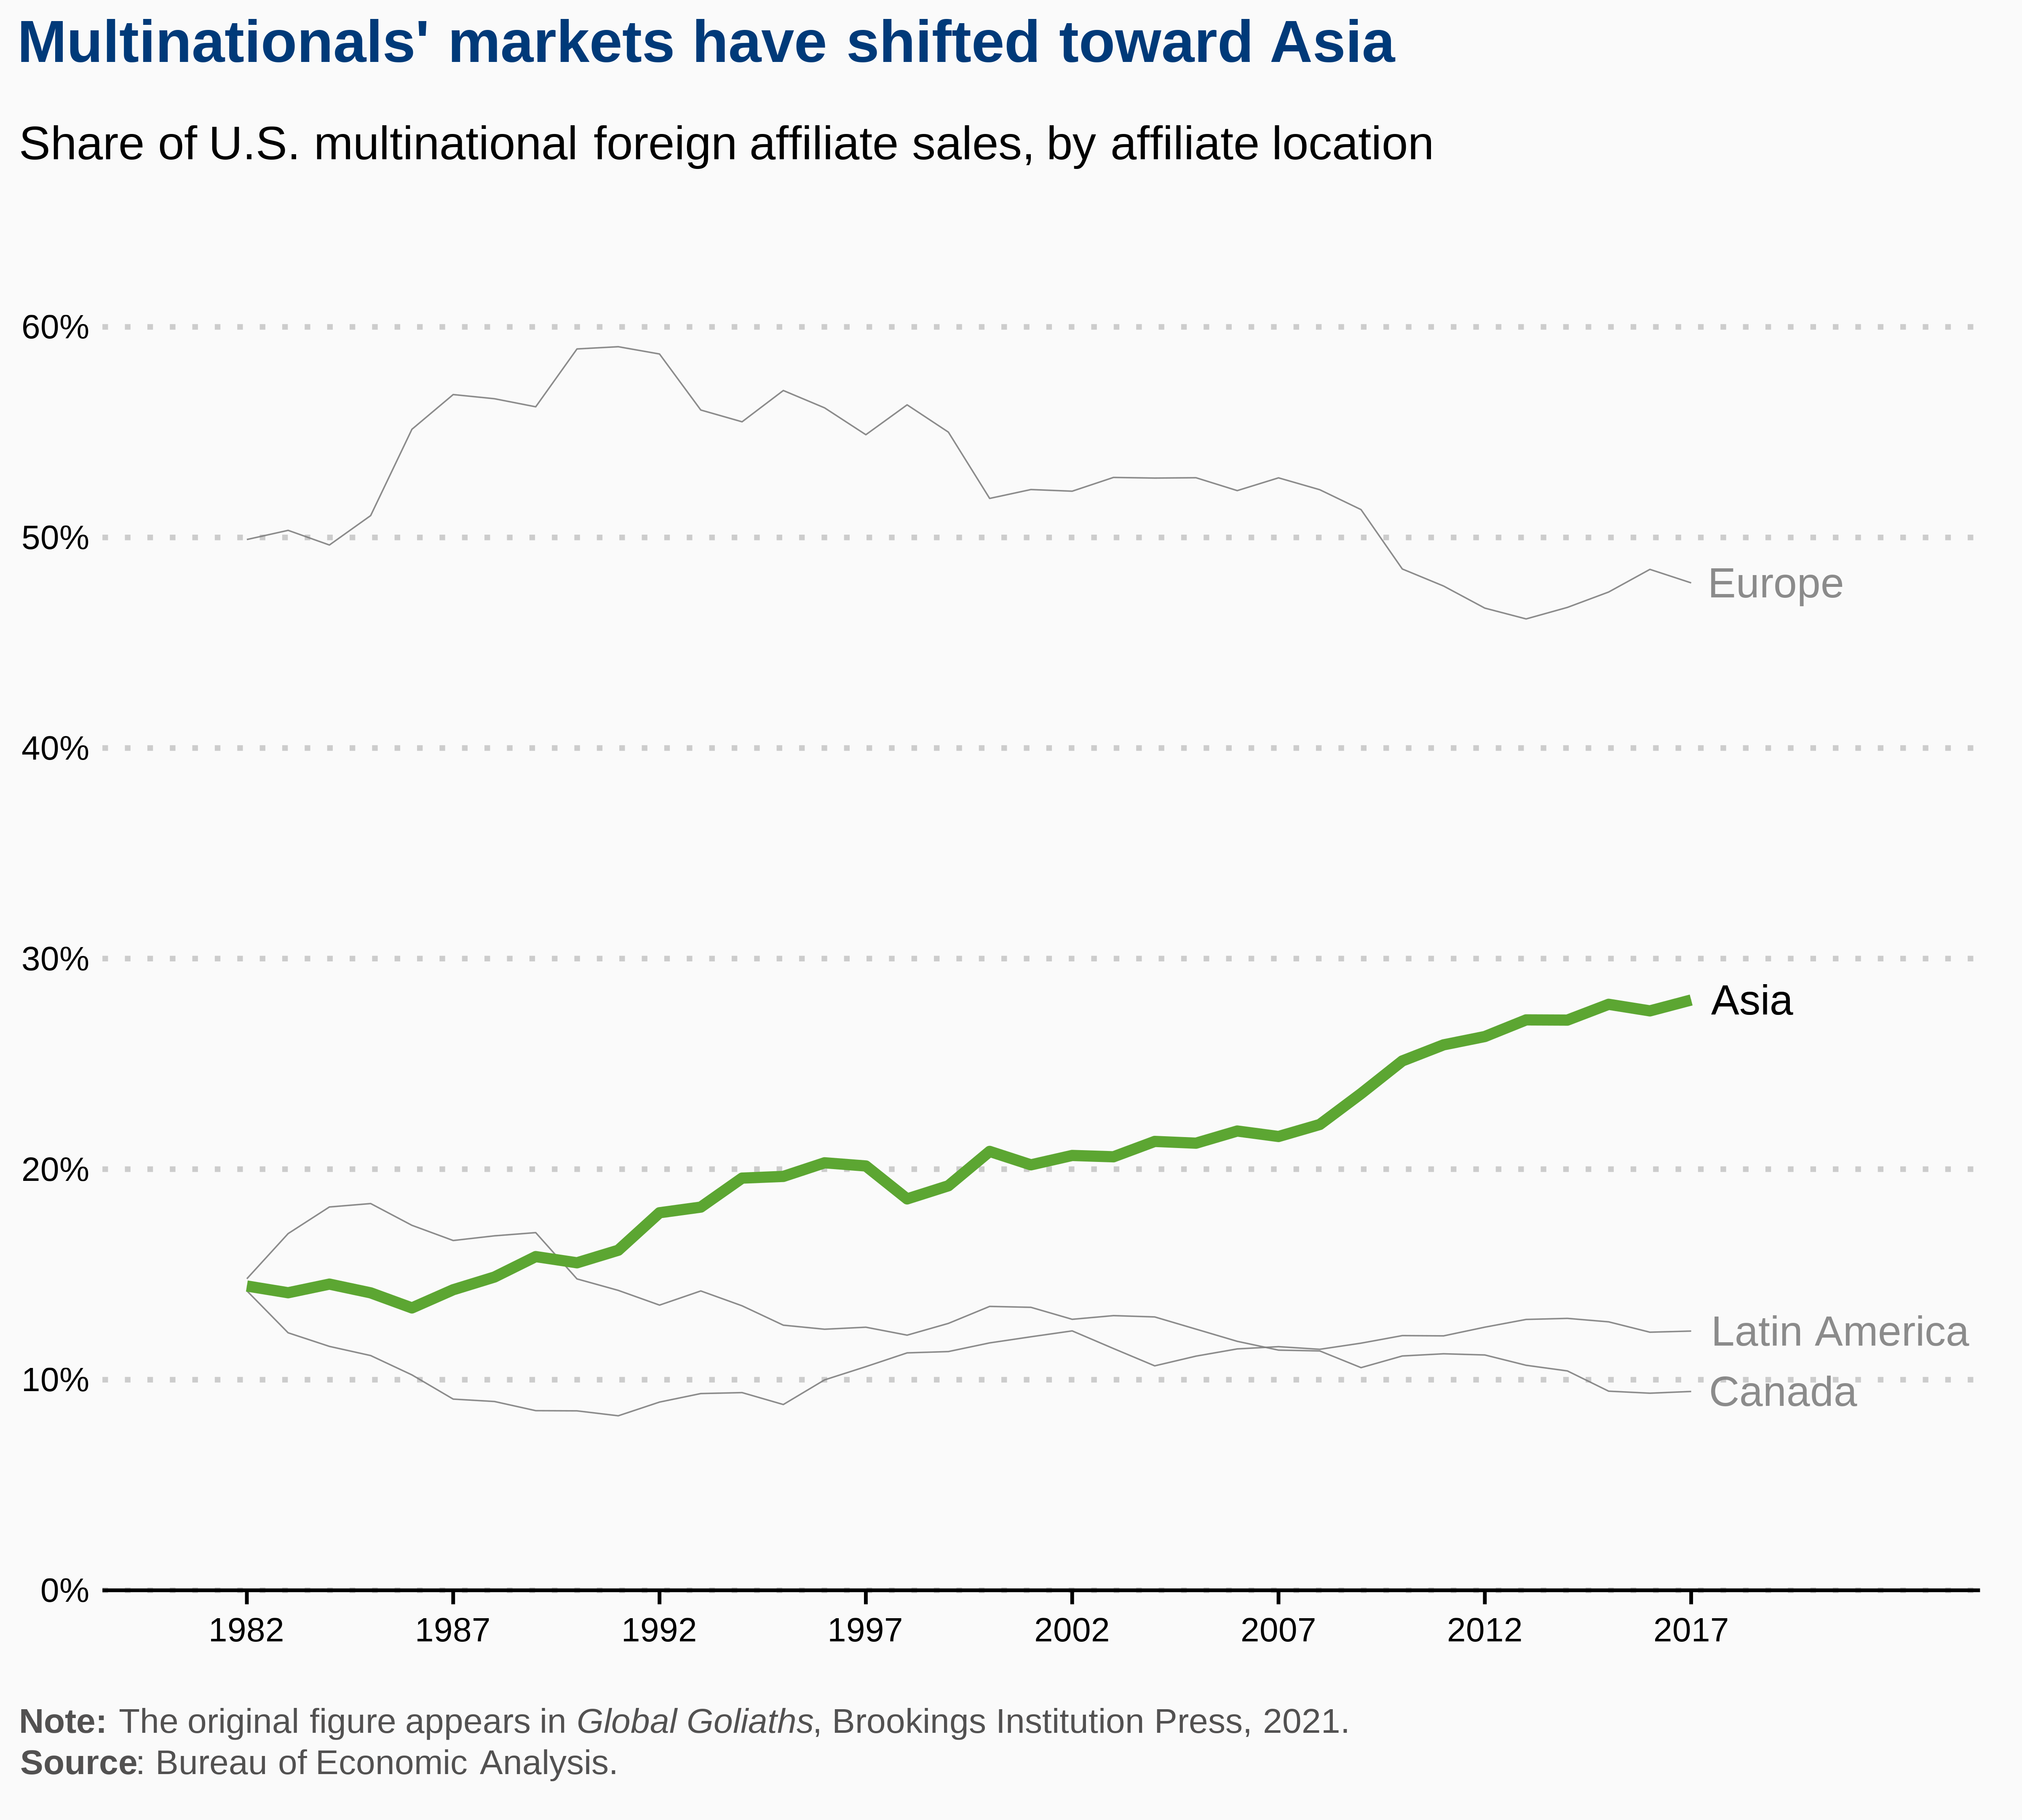 Multinationals' markets have shifted toward Asia
Share of U.S. multinational foreign affiliate sales, by affiliate location
60%
50%
Europe
40%
30%
Asia
20%
Latin America
10%
Canada
0%
1982 1987 1992 1997 2002 2007 2012 2017
Note: The original figure appears in Global Goliaths, Brookings Institution Press, 2021.
Source: Bureau of Economic Analysis.